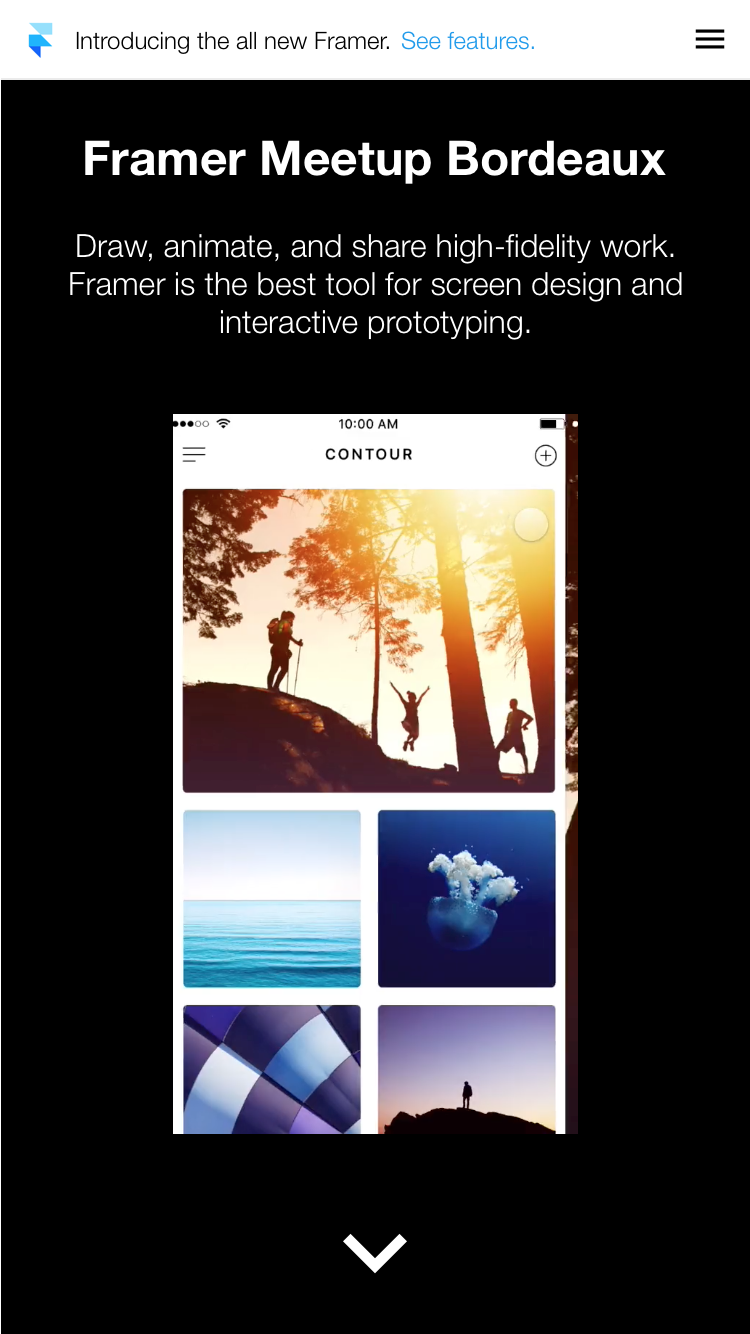 Introducing the all new Framer. See features.
Framer Meetup Bordeaux
Draw, animate, and share high-fidelity work.
Framer is the best tool for screen design and
interactive prototyping.
10:00 AM
CONTOUR